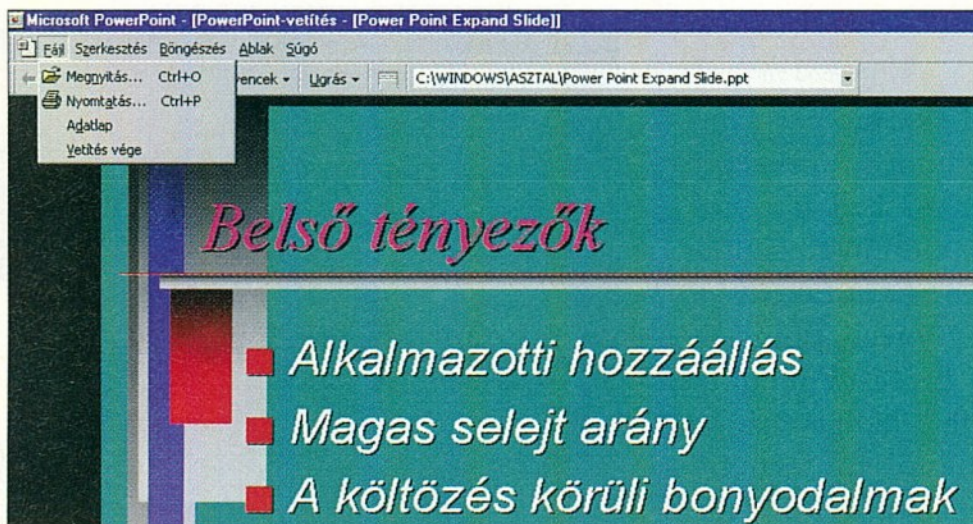 Microsoft PowerPoint - [PowerPoint-vetítés - [Power Point Expand Slide]]
Fájl Szerkesztés Böngészés Ablak Súgó
Megnyitás... Ctrl+O
Nyomtatás... Ctrl+P
Adatlap
Vetítés vége
Ugrás
C:\WINDOWS\ASZTAL\Power Point Expand Slide.ppt
Belső tényezők
Alkalmazotti hozzáállás
Magas selejt arány
A költözés körüli bonyodalmak